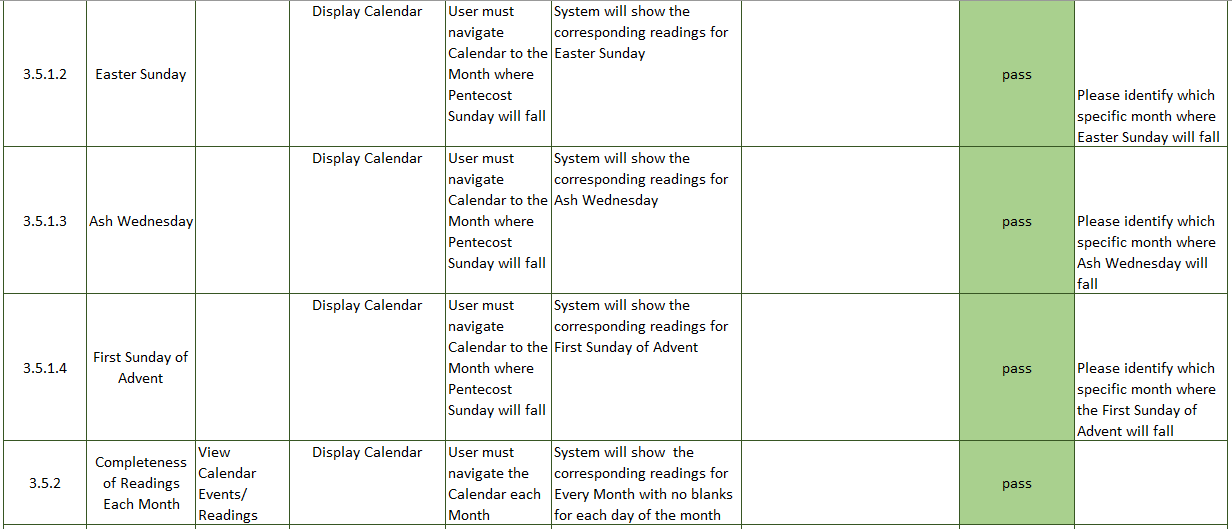 3.5.1.2
Easter Sunday
Display Calendar
User must
navigate
Calendar to the
Month where
Pentecost
Sunday will fall
System will show the
corresponding readings for
Easter Sunday
pass
Please identify which
specific month where
Easter Sunday will fall
3.5.1.3
Ash Wednesday
Display Calendar
User must
navigate
Calendar to the
Month where
Pentecost
Sunday will fall
System will show the
corresponding readings for
Ash Wednesday
pass
Please identify which
specific month where
Ash Wednesday will
fall
3.5.1.4
First Sunday of
Advent
Display Calendar
User must
navigate
Calendar to the
Month where
Pentecost
Sunday will fall
System will show the
corresponding readings for
First Sunday of Advent
pass
Please identify which
specific month where
the First Sunday of
Advent will fall
3.5.2
Completeness
of Readings
Each Month
View
Calendar
Events/
Readings
Display Calendar
User must
navigate the
Calendar each
Month
System will show  the
corresponding readings for
Every Month with no blanks
for each day of the month
pass